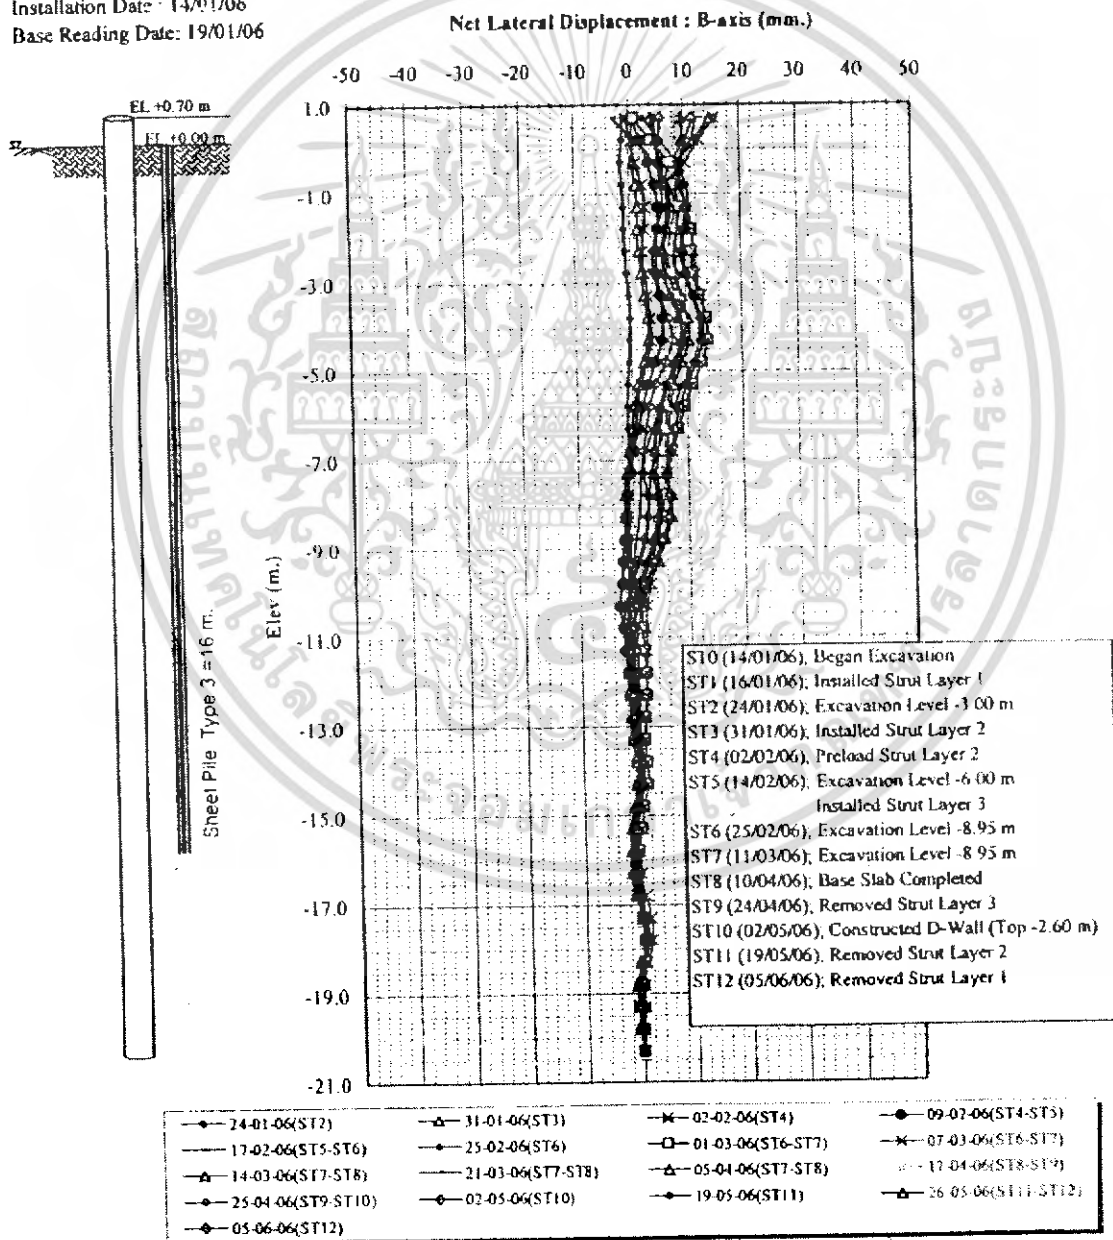 Installation Date : 14/01/06
Base Reading Date: 19/01/06
Net Lateral Displacement : B-axis (mm.)
-50 -40 -30 -20 -10 0 10 20 30 40 50
EL +0.70 m
EL +0.00 m
1.0
-1.0
-3.0
-5.0
-7.0
-9.0
-11.0
-13.0
-15.0
-17.0
-19.0
-21.0
Elev (m.)
Sheel Pile Type 3 = 16 m.
ST0 (14/01/06); Began Excavation
ST1 (16/01/06); Installed Strut Layer 1
ST2 (24/01/06); Excavation Level -3.00 m
ST3 (31/01/06); Installed Strut Layer 2
ST4 (02/02/06); Preload Strut Layer 2
ST5 (14/02/06); Excavation Level -6.00 m
Installed Strut Layer 3
ST6 (25/02/06); Excavation Level -8.95 m
ST7 (11/03/06); Excavation Level -8.95 m
ST8 (10/04/06); Base Slab Completed
ST9 (24/04/06); Removed Strut Layer 3
ST10 (02/05/06); Constructed D-Wall (Top -2.60 m)
ST11 (19/05/06); Removed Strut Layer 2
ST12 (05/06/06); Removed Strut Layer 1
24-01-06(ST2) 31-01-06(ST3) 02-02-06(ST4) 09-02-06(ST4-ST5)
17-02-06(ST5-ST6) 25-02-06(ST6) 01-03-06(ST6-ST7) 07-03-06(ST6-ST7)
14-03-06(ST7-ST8) 21-03-06(ST7-ST8) 05-04-06(ST7-ST8) 17-04-06(ST8-ST9)
25-04-06(ST9-ST10) 02-05-06(ST10) 19-05-06(ST11) 26-05-06(ST11-ST12)
05-06-06(ST12)